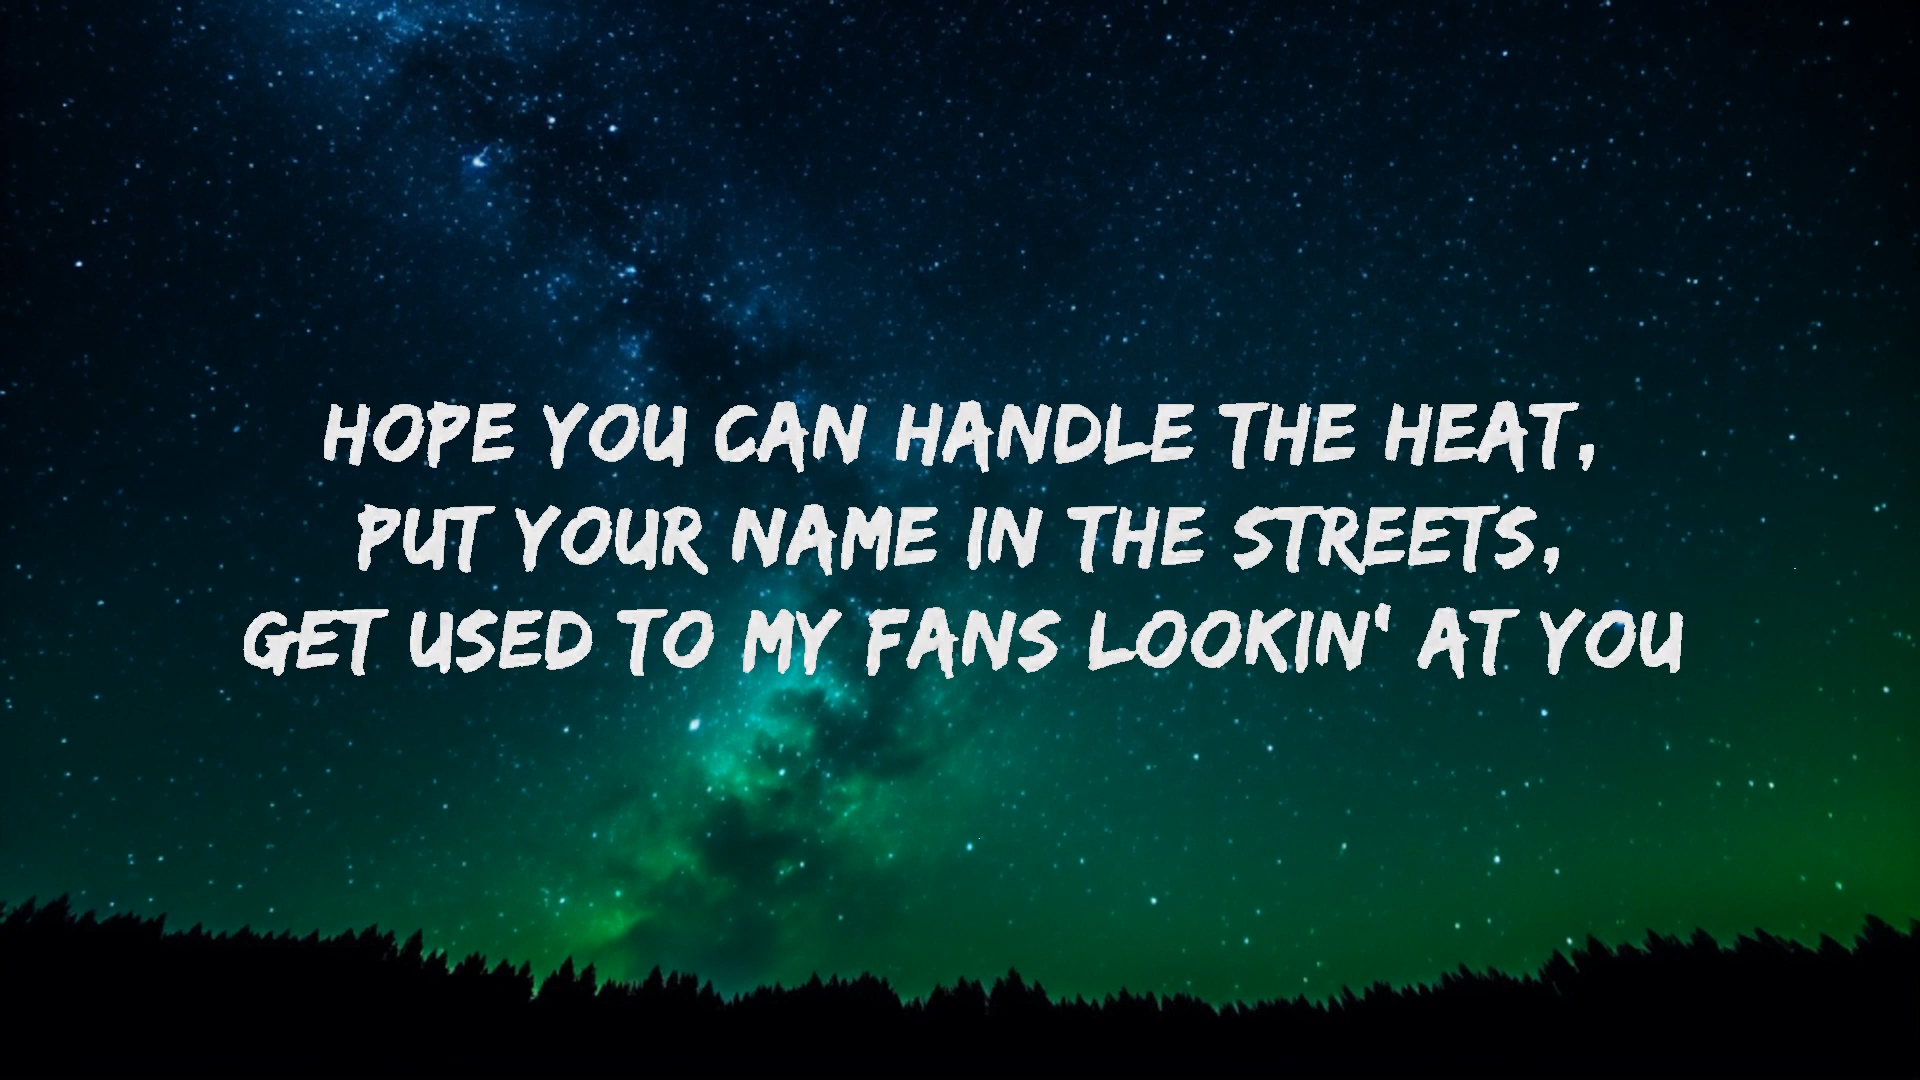 HOPE YOU CAN HANDLE THE HEAT,
PUT YOUR NAME IN THE STREETS,
GET USED TO MY FANS LOOKIN' AT YOU